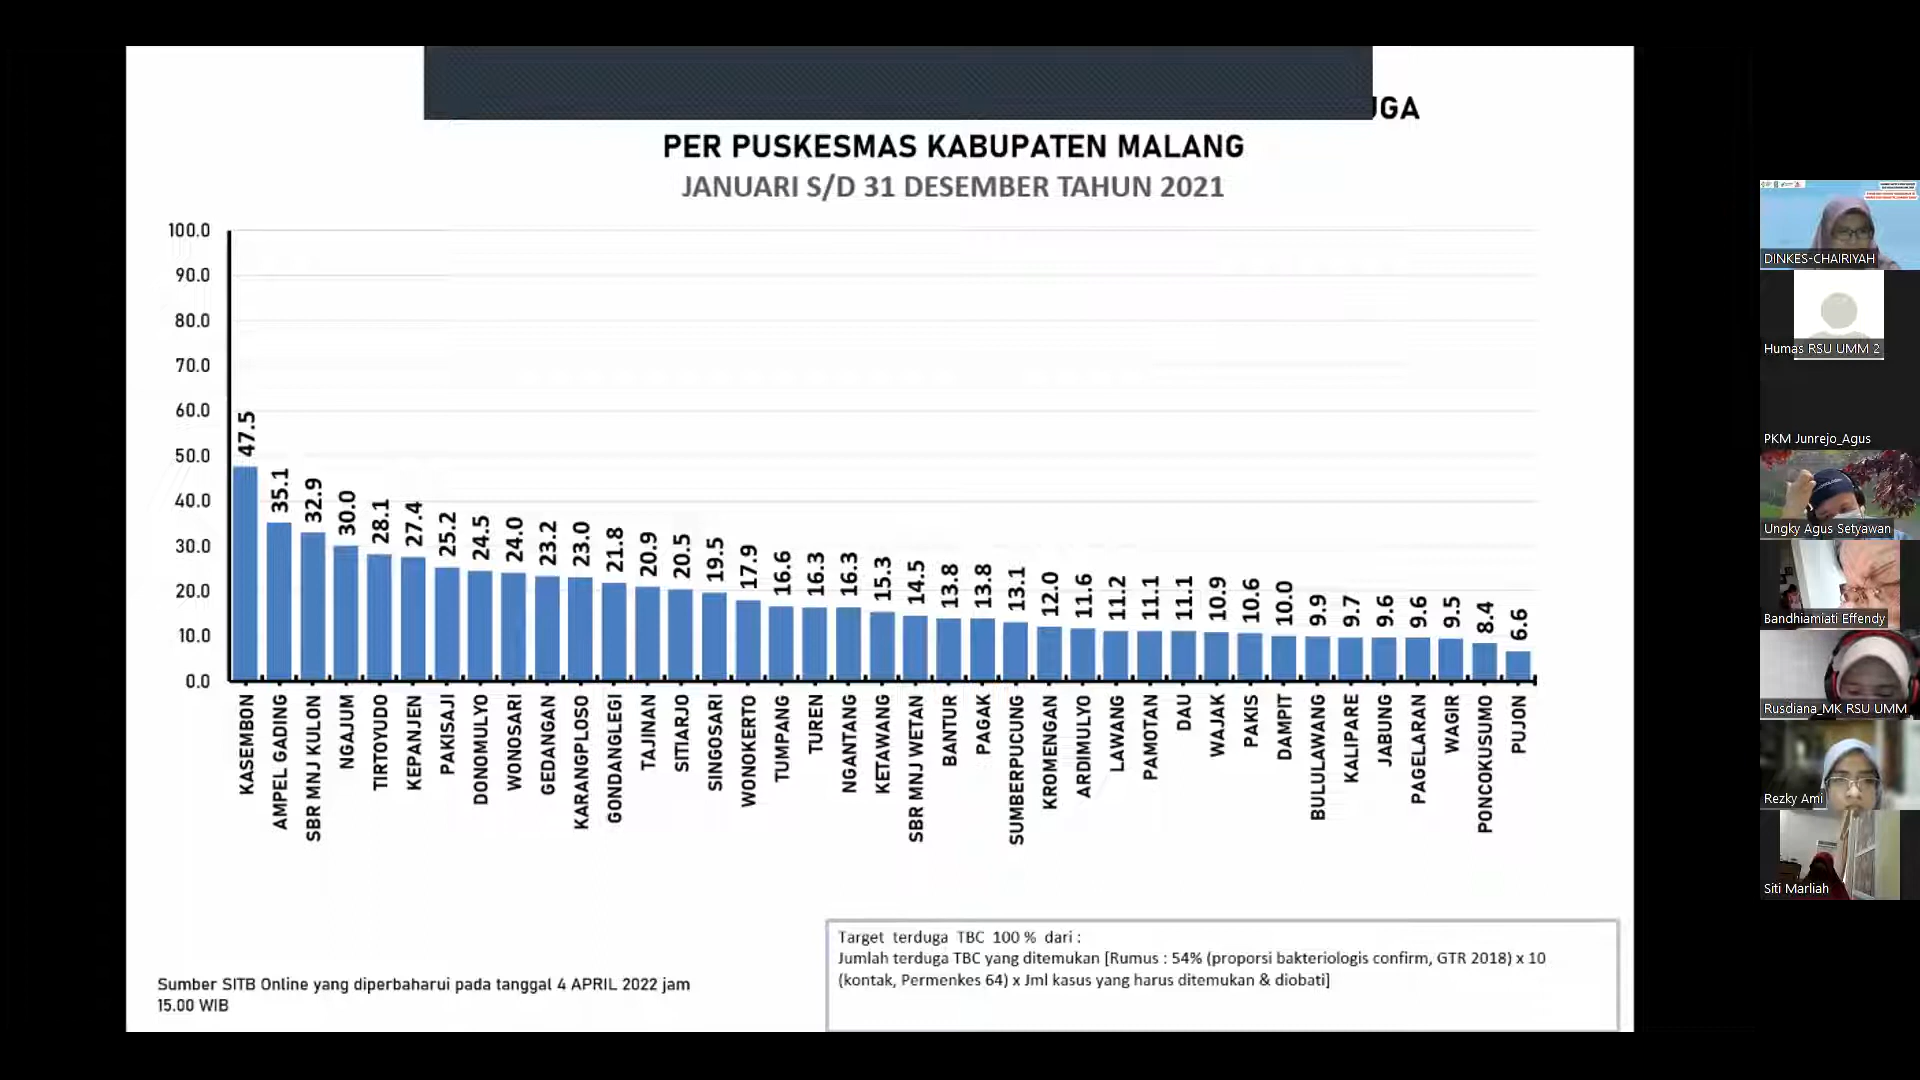 UGA
PER PUSKESMAS KABUPATEN MALANG
JANUARI S/D 31 DESEMBER TAHUN 2021
100.0
90.0
80.0
70.0
60.0
50.0
40.0
30.0
20.0
10.0
0.0
47.5
35.1
32.9
30.0
28.1
27.4
25.2
24.5
24.0
23.2
23.0
21.8
20.9
20.5
19.5
17.9
16.6
16.3
16.3
15.3
14.5
13.8
13.8
13.1
12.0
11.6
11.2
11.1
11.1
10.9
10.6
10.0
9.9
9.7
9.6
9.6
9.5
8.4
6.6
KASEMBON
AMPEL GADING
SBR MNJ KULON
NGAJUM
TIRTOYUDO
KEPANJEN
PAKISAJI
DONOMULYO
WONOSARI
GEDANGAN
KARANGPLOSO
GONDANGLEGI
TAJINAN
SITIARJO
SINGOSARI
WONOKERTO
TUMPANG
TUREN
NGANTANG
KETAWANG
SBR MNJ WETAN
BANTUR
PAGAK
SUMBERPUCUNG
KROMENGAN
ARDIMULYO
LAWANG
PAMOTAN
DAU
WAJAK
PAKIS
DAMPIT
BULULAWANG
KALIPARE
JABUNG
PAGELARAN
WAGIR
PONCOKUSUMO
PUJON
Target terduga TBC 100 % dari :
Jumlah terduga TBC yang ditemukan [Rumus : 54% (proporsi bakteriologis confirm, GTR 2018) x 10
(kontak, Permenkes 64) x Jml kasus yang harus ditemukan & diobati]
Sumber SITB Online yang diperbaharui pada tanggal 4 APRIL 2022 jam
15.00 WIB
DINKES-CHAIRIYAH
Humas RSU UMM 2
PKM Junrejo_Agus
Ungky Agus Setyawan
Bandhiamiati Effendy
Rusdiana_MK RSU UMM
Rezky Ami
Siti Marliah